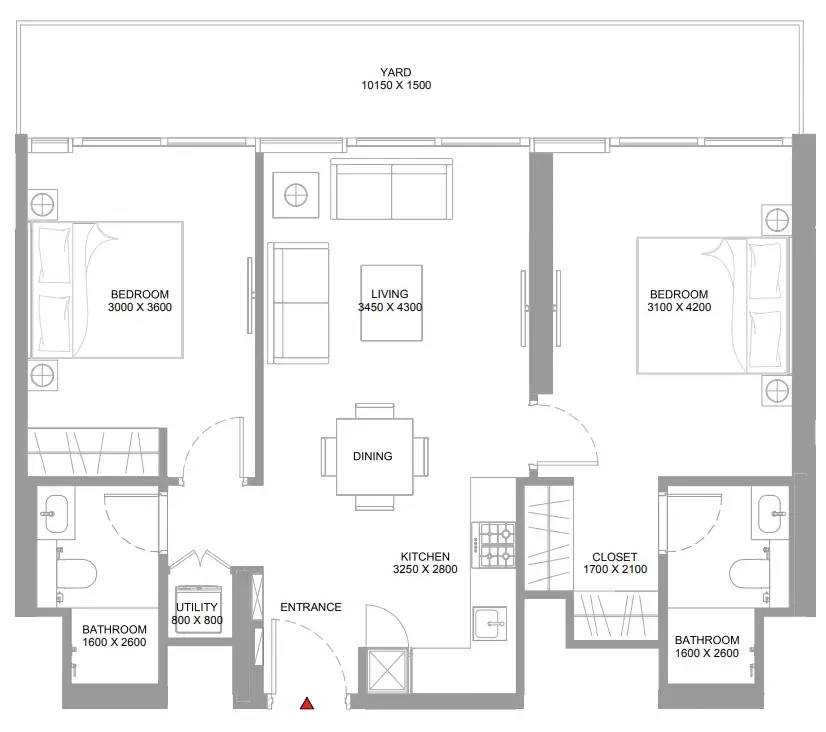 YARD
10150 X 1500
BEDROOM
3000 X 3600
LIVING
3450 X 4300
BEDROOM
3100 X 4200
DINING
KITCHEN
3250 X 2800
CLOSET
1700 X 2100
UTILITY
800 X 800
ENTRANCE
BATHROOM
1600 X 2600
BATHROOM
1600 X 2600